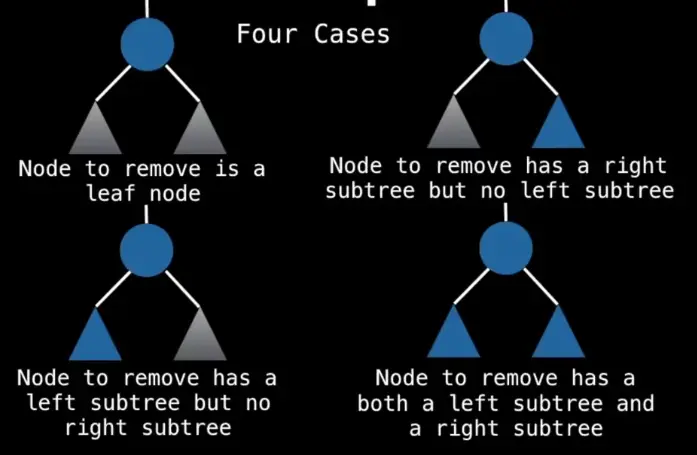 Four Cases
Node to remove is a
leaf node
Node to remove has a right
subtree but no left subtree
Node to remove has a
left subtree but no
right subtree
Node to remove has a
both a left subtree and
a right subtree